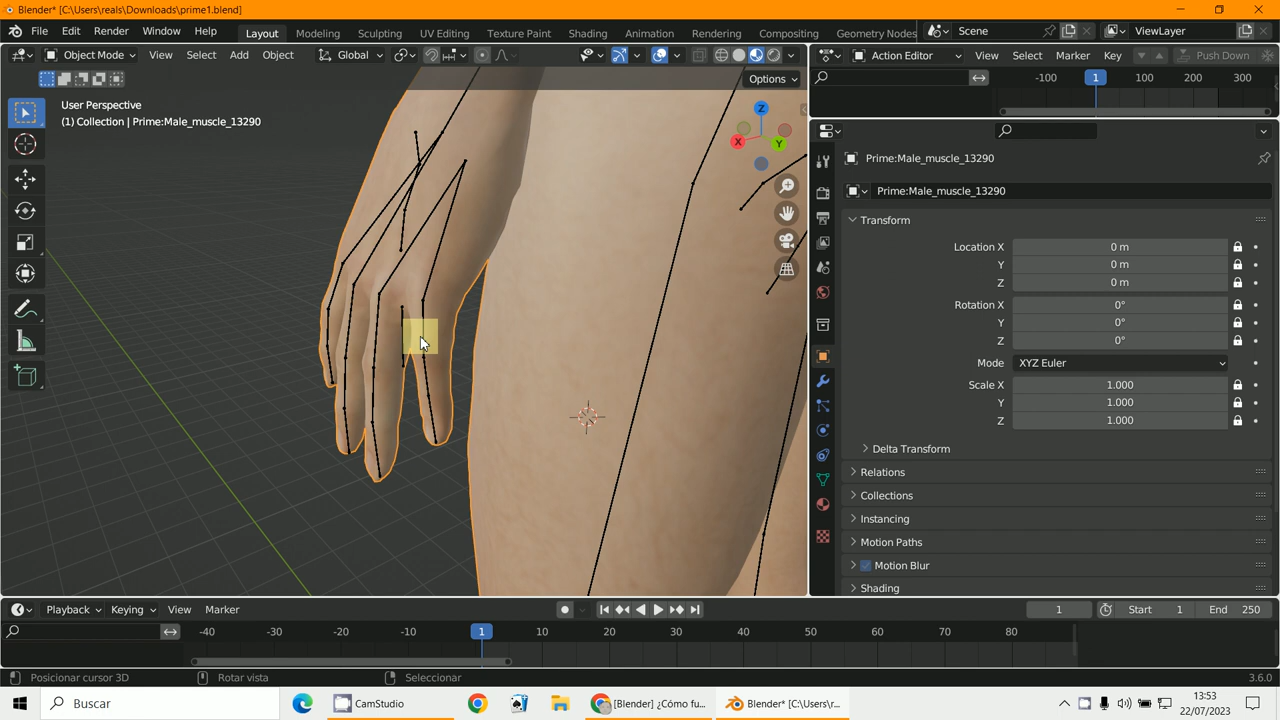 Blender* [C:\Users\reals\Downloads\prime1.blend]
File Edit Render Window Help Layout Modeling Sculpting UV Editing Texture Paint Shading Animation Rendering Compositing Geometry Nodes Scene ViewLayer
Object Mode View Select Add Object Global
Options
User Perspective
(1) Collection | Prime:Male_muscle_13290
Z
X
Y
Action Editor View Select Marker Key Push Down
-100 1 100 200 300
Prime:Male_muscle_13290
Prime:Male_muscle_13290
Transform
Location X 0 m
Y 0 m
Z 0 m
Rotation X 0°
Y 0°
Z 0°
Mode XYZ Euler
Scale X 1.000
Y 1.000
Z 1.000
Delta Transform
Relations
Collections
Instancing
Motion Paths
Motion Blur
Shading
Playback Keying View Marker 1 Start 1 End 250
-40 -30 -20 -10 1 10 20 30 40 50 60 70 80
Posicionar cursor 3D Rotar vista Seleccionar 3.6.0
Buscar CamStudio [Blender] ¿Cómo fu... Blender* [C:\Users\r... 13:53
22/07/2023